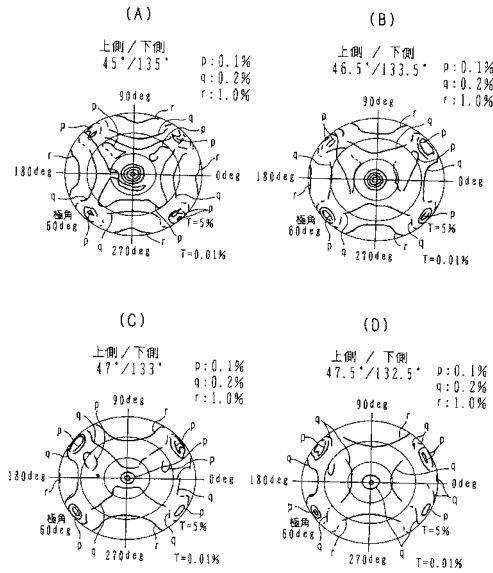 (A)
上側/下側
45°/135°
p:0.1%
q:0.2%
r:1.0%
90deg
r
q
p
q
p
r
q
p
r
180deg
0deg
q
r
q
p
極角
60deg
p
q
270deg
r
T=5%
T=0.01%
(B)
上側/下側
46.5°/133.5°
p:0.1%
q:0.2%
r:1.0%
90deg
r
q
p
q
p
r
180deg
0deg
q
極角
60deg
p
q
270deg
r
T=5%
T=0.01%
(C)
上側/下側
47°/133°
p:0.1%
q:0.2%
r:1.0%
90deg
r
q
p
q
p
180deg
0deg
r
q
p
極角
60deg
q
270deg
r
T=5%
T=0.01%
(D)
上側/下側
47.5°/132.5°
p:0.1%
q:0.2%
r:1.0%
90deg
q
r
p
q
180deg
0deg
r
p
極角
60deg
270deg
q
T=5%
T=0.01%